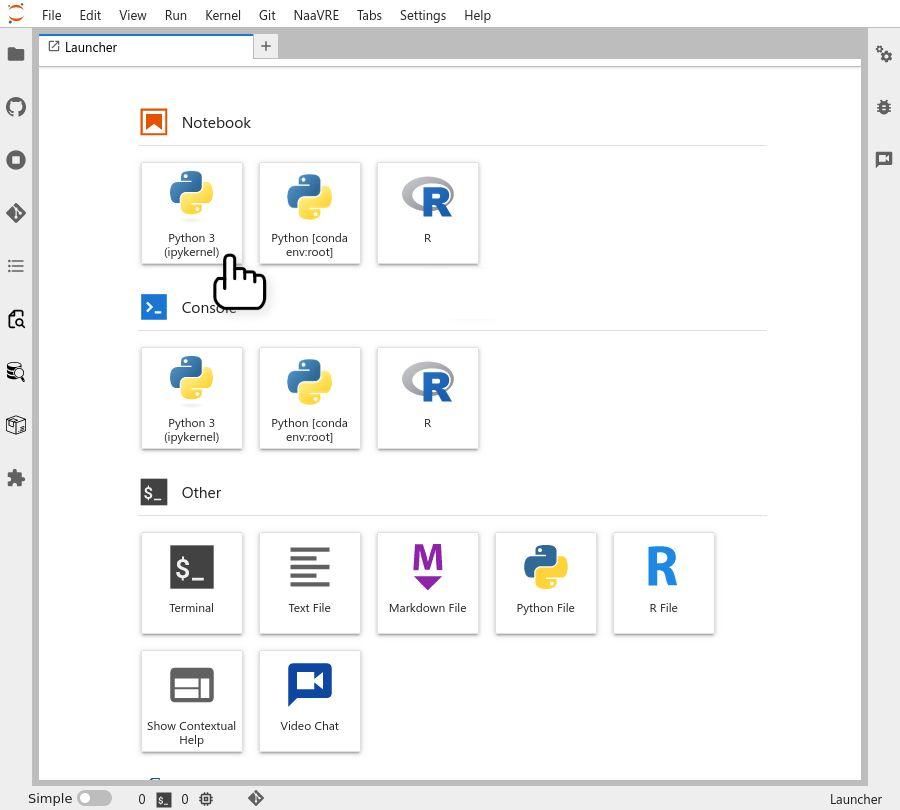 File Edit View Run Kernel Git NaaVRE Tabs Settings Help
Launcher
Notebook
Python 3
(ipykernel)
Python [conda
env:root]
R
Console
Python 3
(ipykernel)
Python [conda
env:root]
R
$_ Other
$_
Terminal
Text File
M
Markdown File
Python File
R
R File
Show Contextual
Help
Video Chat
Simple 0 $_ 0 Launcher